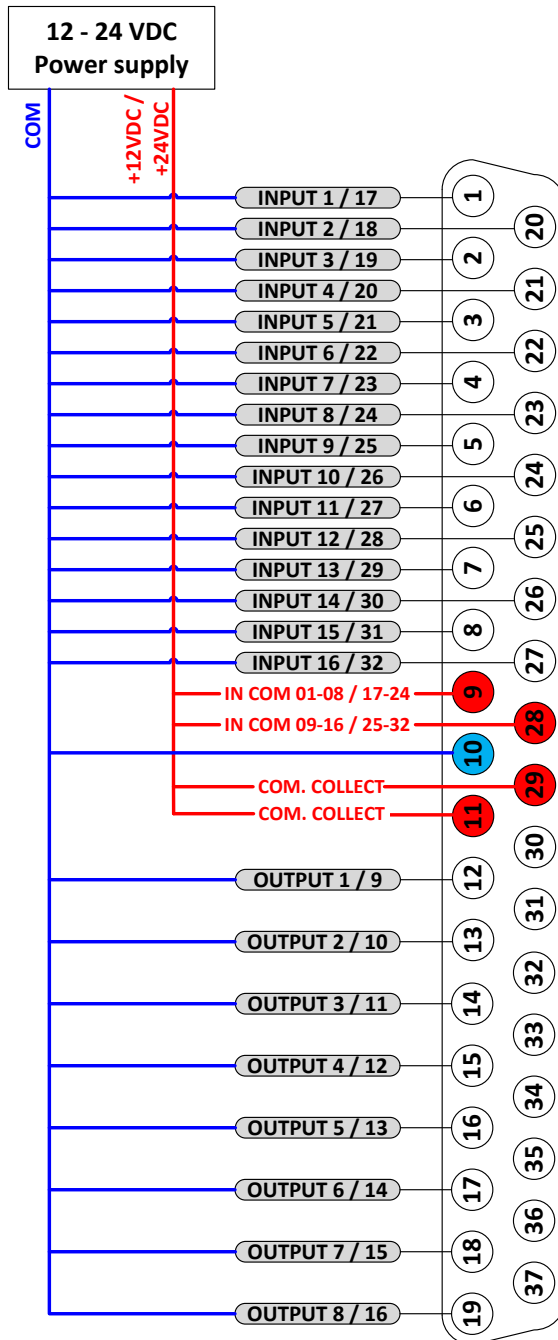 12 - 24 VDC
Power supply
COM
+12VDC /
+24VDC
INPUT 1 / 17
1
INPUT 2 / 18
20
INPUT 3 / 19
2
INPUT 4 / 20
21
INPUT 5 / 21
3
INPUT 6 / 22
22
INPUT 7 / 23
4
INPUT 8 / 24
23
INPUT 9 / 25
5
INPUT 10 / 26
24
INPUT 11 / 27
6
INPUT 12 / 28
25
INPUT 13 / 29
7
INPUT 14 / 30
26
INPUT 15 / 31
8
INPUT 16 / 32
27
IN COM 01-08 / 17-24
9
IN COM 09-16 / 25-32
28
10
COM. COLLECT
29
COM. COLLECT
11
30
OUTPUT 1 / 9
12
31
OUTPUT 2 / 10
13
32
OUTPUT 3 / 11
14
33
OUTPUT 4 / 12
15
34
OUTPUT 5 / 13
16
35
OUTPUT 6 / 14
17
36
OUTPUT 7 / 15
18
37
OUTPUT 8 / 16
19